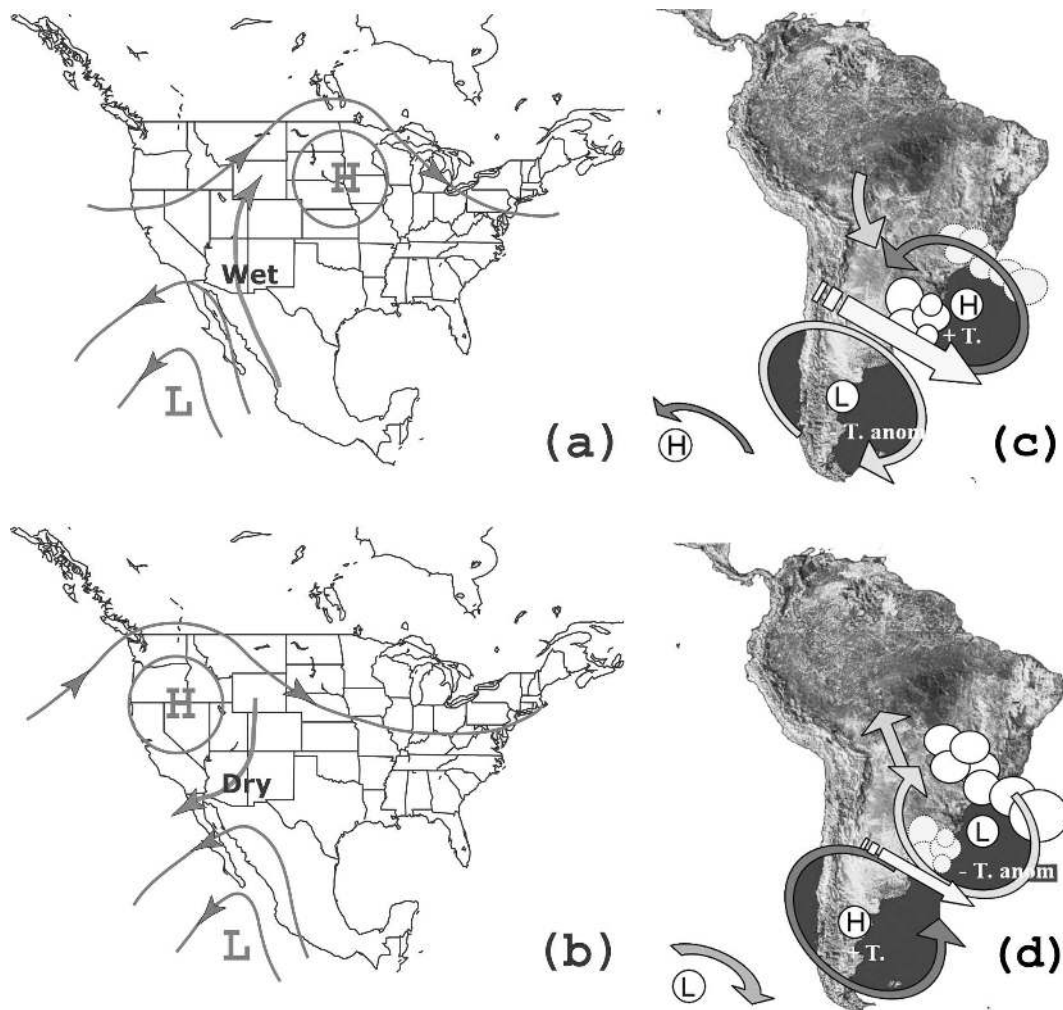 H
Wet
L
(a)
H
+ T.
L
- T. anom
H
(c)
H
Dry
L
(b)
L
- T. anom
H
+ T.
L
(d)